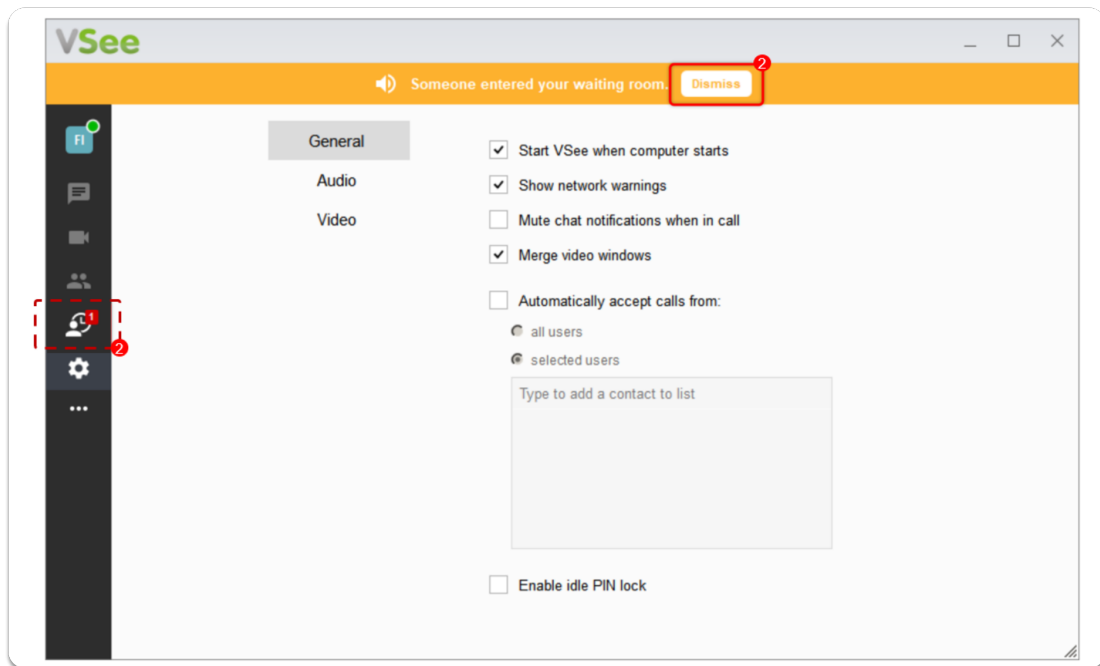 VSee
Someone entered your waiting room. Dismiss
2
FI
General
Audio
Video
Start VSee when computer starts
Show network warnings
Mute chat notifications when in call
Merge video windows
Automatically accept calls from:
all users
selected users
Type to add a contact to list
Enable idle PIN lock
1
2